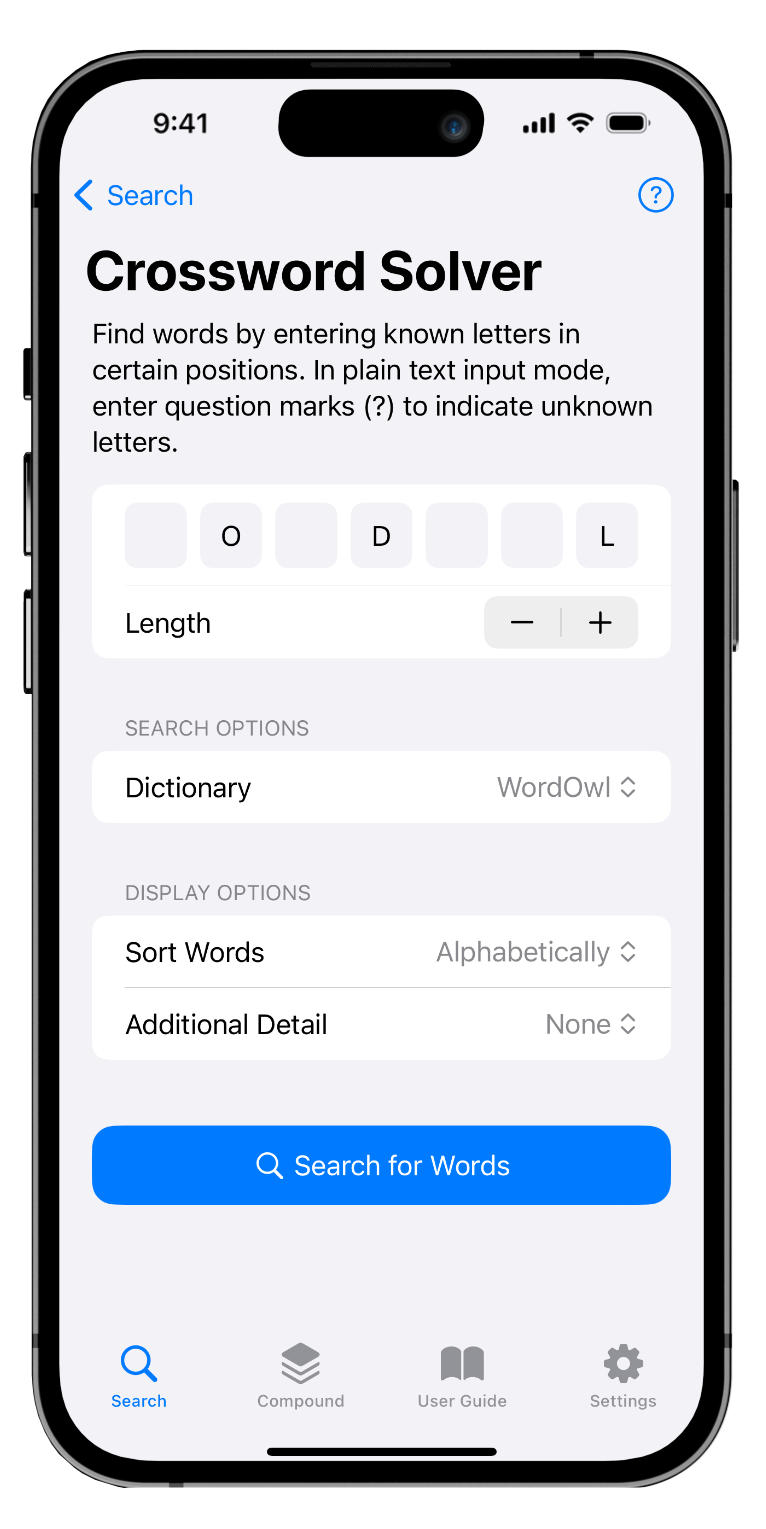 9:41
Search
?
Crossword Solver
Find words by entering known letters in
certain positions. In plain text input mode,
enter question marks (?) to indicate unknown
letters.
O D L
Length − +
SEARCH OPTIONS
Dictionary WordOwl
DISPLAY OPTIONS
Sort Words Alphabetically
Additional Detail None
Search for Words
Search Compound User Guide Settings